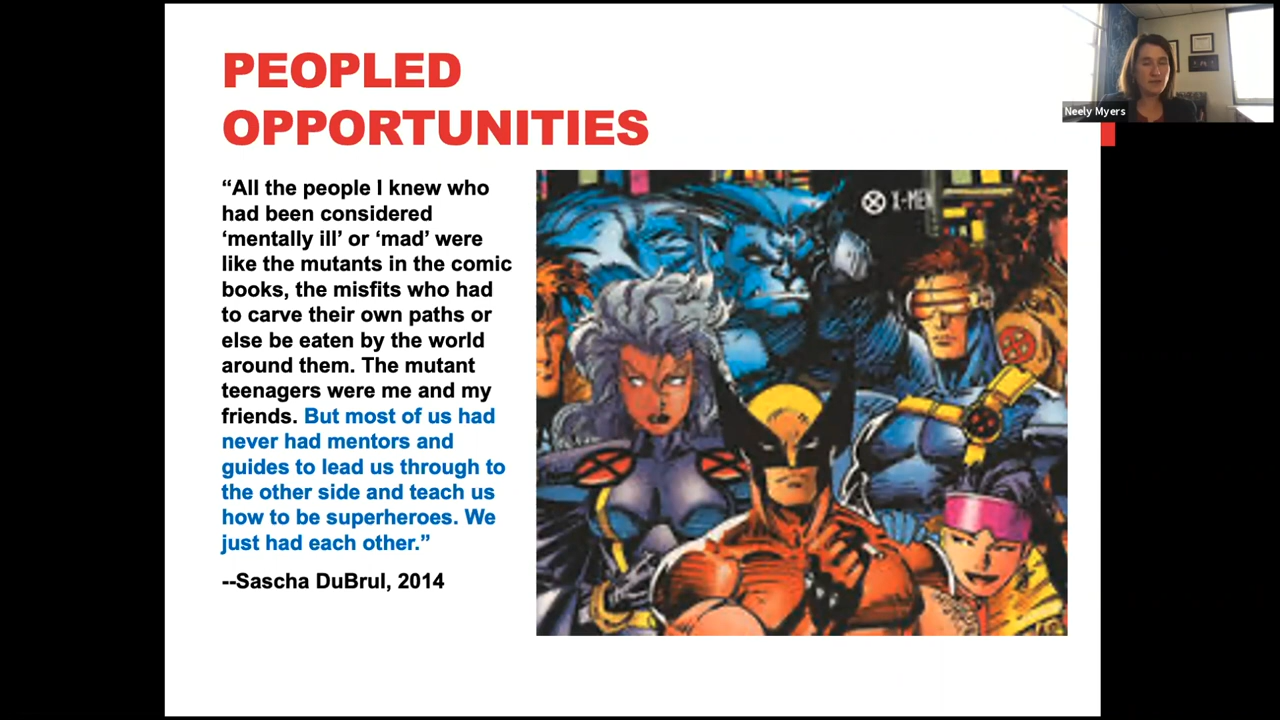 PEOPLED
OPPORTUNITIES
“All the people I knew who
had been considered
‘mentally ill’ or ‘mad’ were
like the mutants in the comic
books, the misfits who had
to carve their own paths or
else be eaten by the world
around them. The mutant
teenagers were me and my
friends. But most of us had
never had mentors and
guides to lead us through to
the other side and teach us
how to be superheroes. We
just had each other.”
--Sascha DuBrul, 2014
X-MEN
Neely Myers